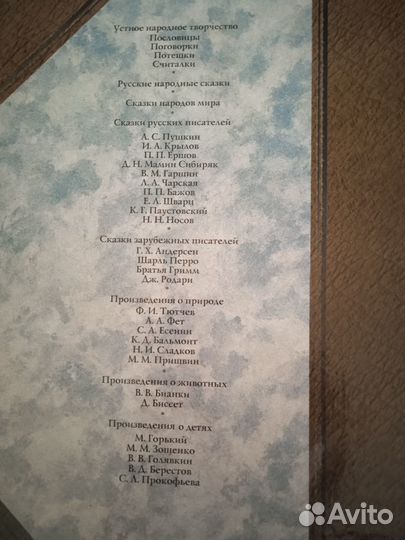 Устное народное творчество
Пословицы
Поговорки
Потешки
Считалки
*
Русские народные сказки
*
Сказки народов мира
*
Сказки русских писателей
А. С. Пушкин
И. А. Крылов
П. П. Ершов
Д. Н. Мамин Сибиряк
В. М. Гаршин
Л. А. Чарская
П. П. Бажов
Е. Л. Шварц
К. Г. Паустовский
Н. Н. Носов
*
Сказки зарубежных писателей
Г. Х. Андерсен
Шарль Перро
Братья Гримм
Дж. Родари
*
Произведения о природе
Ф. И. Тютчев
А. А. Фет
С. А. Есенин
К. Д. Бальмонт
Н. И. Сладков
М. М. Пришвин
*
Произведения о животных
В. В. Бианки
Д. Биссет
*
Произведения о детях
М. Горький
М. М. Зощенко
В. В. Голявкин
В. Д. Берестов
С. Л. Прокофьева
Avito